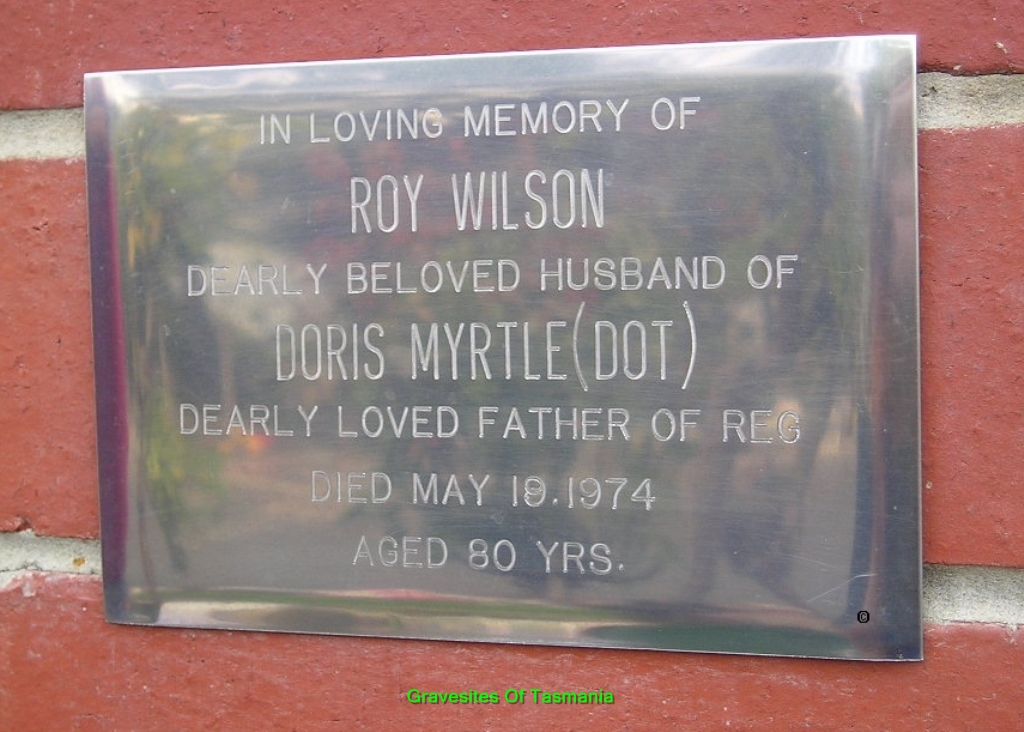 IN LOVING MEMORY OF
ROY WILSON
DEARLY BELOVED HUSBAND OF
DORIS MYRTLE (DOT)
DEARLY LOVED FATHER OF REG
DIED MAY 19.1974
AGED 80 YRS.
©
Gravesites Of Tasmania